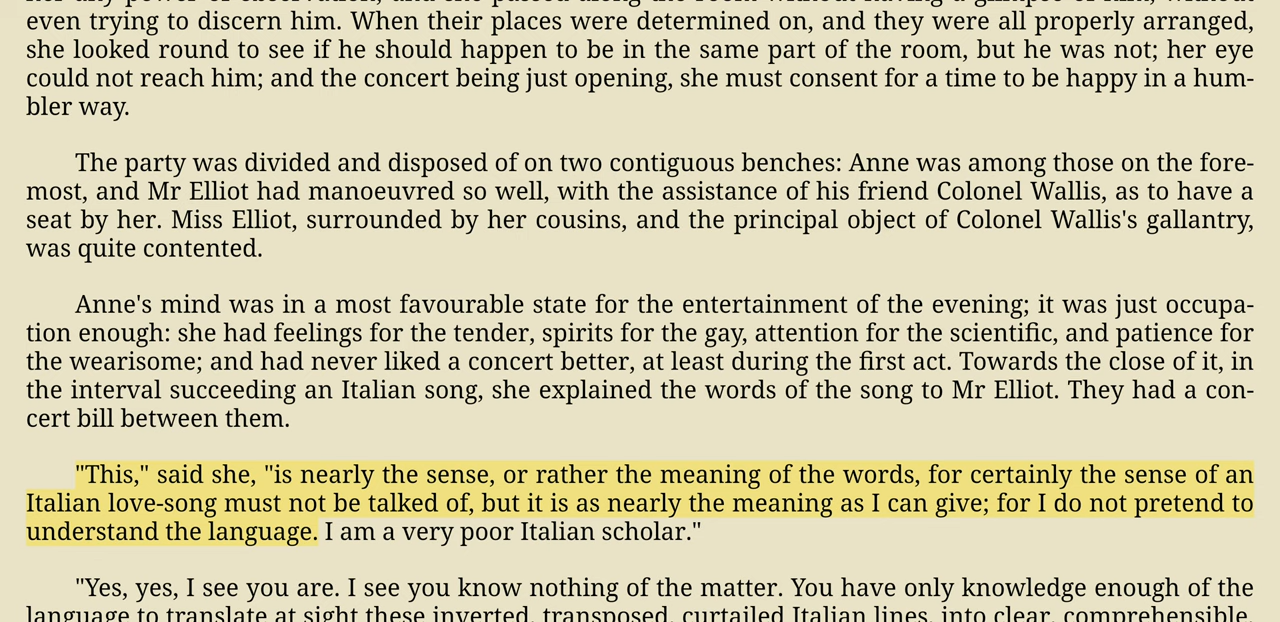 even trying to discern him. When their places were determined on, and they were all properly arranged,
she looked round to see if he should happen to be in the same part of the room, but he was not; her eye
could not reach him; and the concert being just opening, she must consent for a time to be happy in a hum-
bler way.
The party was divided and disposed of on two contiguous benches: Anne was among those on the fore-
most, and Mr Elliot had manoeuvred so well, with the assistance of his friend Colonel Wallis, as to have a
seat by her. Miss Elliot, surrounded by her cousins, and the principal object of Colonel Wallis's gallantry,
was quite contented.
Anne's mind was in a most favourable state for the entertainment of the evening; it was just occupa-
tion enough: she had feelings for the tender, spirits for the gay, attention for the scientific, and patience for
the wearisome; and had never liked a concert better, at least during the first act. Towards the close of it, in
the interval succeeding an Italian song, she explained the words of the song to Mr Elliot. They had a con-
cert bill between them.
"This," said she, "is nearly the sense, or rather the meaning of the words, for certainly the sense of an
Italian love-song must not be talked of, but it is as nearly the meaning as I can give; for I do not pretend to
understand the language. I am a very poor Italian scholar."
"Yes, yes, I see you are. I see you know nothing of the matter. You have only knowledge enough of the
language to translate at sight these inverted, transposed, curtailed Italian lines, into clear, comprehensible,